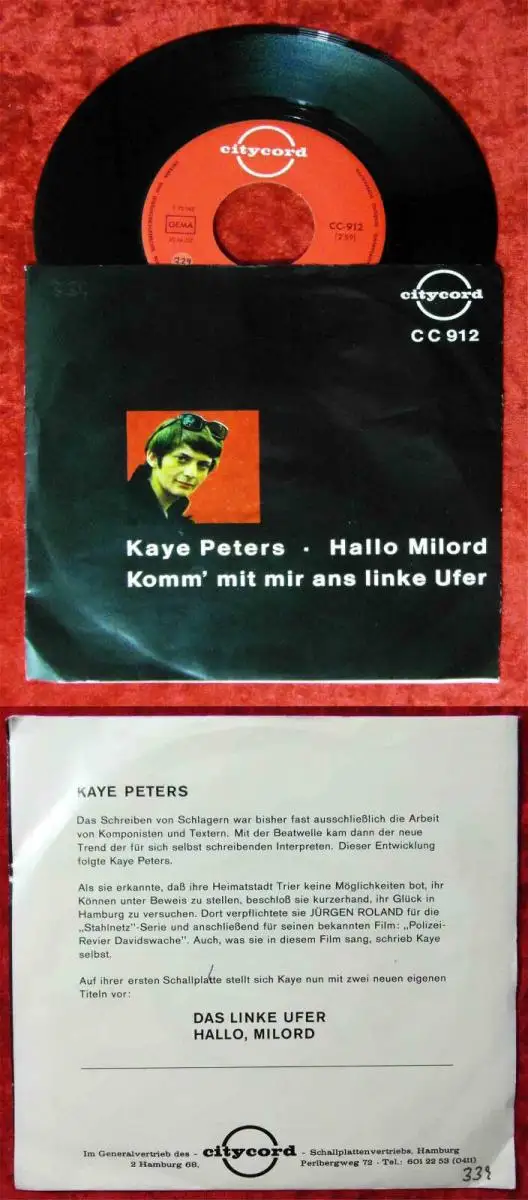 citycord
GEMA
CC-912
(2'59)
339
339
citycord
CC 912
Kaye Peters · Hallo Milord
Komm' mit mir ans linke Ufer
KAYE PETERS
Das Schreiben von Schlagern war bisher fast ausschließlich die Arbeit
von Komponisten und Textern. Mit der Beatwelle kam dann der neue
Trend der für sich selbst schreibenden Interpreten. Dieser Entwicklung
folgte Kaye Peters.
Als sie erkannte, daß ihre Heimatstadt Trier keine Möglichkeiten bot, ihr
Können unter Beweis zu stellen, beschloß sie kurzerhand, ihr Glück in
Hamburg zu versuchen. Dort verpflichtete sie JÜRGEN ROLAND für die
„Stahlnetz"-Serie und anschließend für seinen bekannten Film: „Polizei-
Revier Davidswache". Auch, was sie in diesem Film sang, schrieb Kaye
selbst.
Auf ihrer ersten Schallplatte stellt sich Kaye nun mit zwei neuen eigenen
Titeln vor:
DAS LINKE UFER
HALLO, MILORD
Im Generalvertrieb des - citycord - Schallplattenvertriebs, Hamburg
2 Hamburg 68, Perlbergweg 72 - Tel.: 601 22 53 (0411)
339